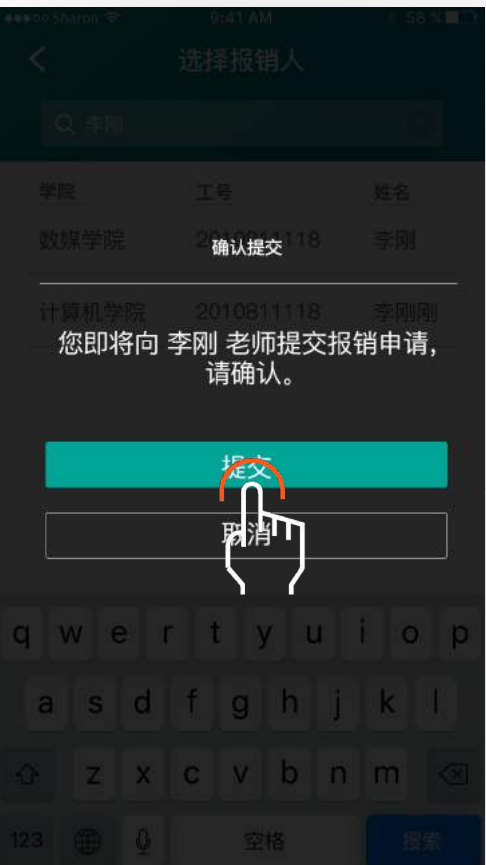 ●●●○○ Sharon 9:41 AM 58 %
选择报销人
李刚
学院 工号 姓名
数媒学院 2010811118 李刚
确认提交
计算机学院 2010811118 李刚刚
您即将向 李刚 老师提交报销申请,
请确认。
提交
取消
q w e r t y u i o p
a s d f g h j k l
z x c v b n m
123 空格 搜索